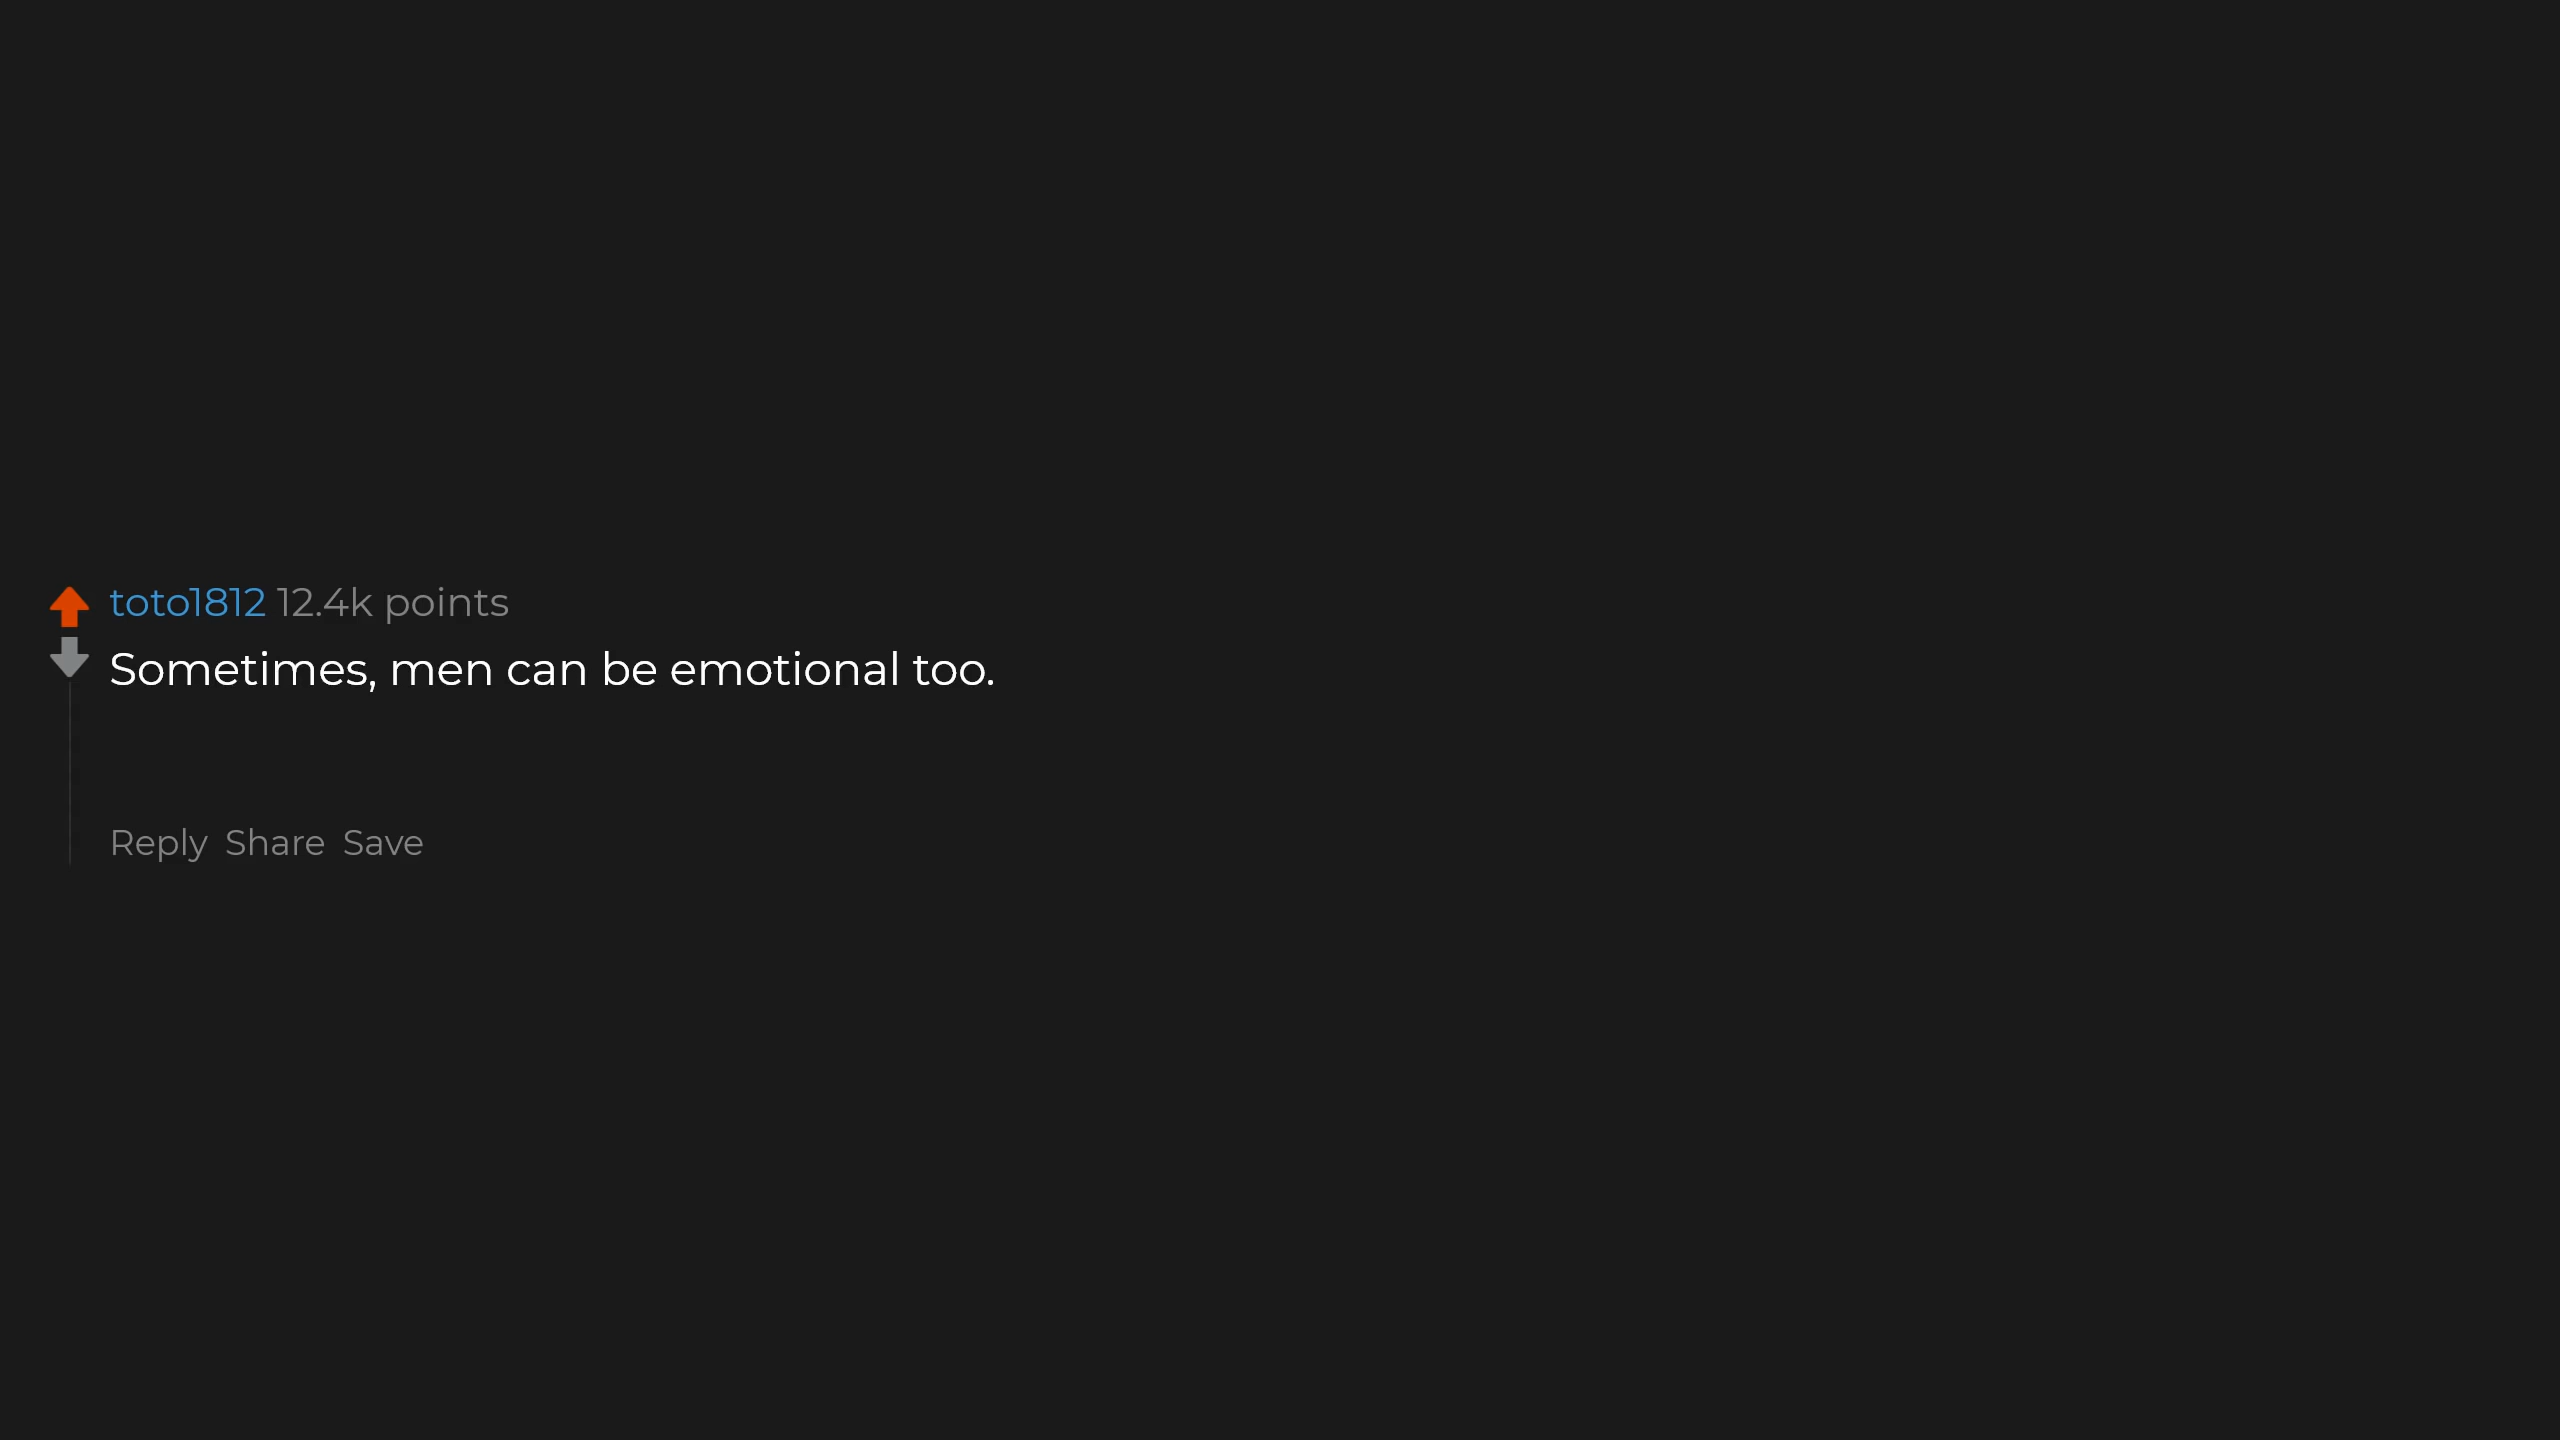 toto1812 12.4k points
Sometimes, men can be emotional too.
Reply Share Save